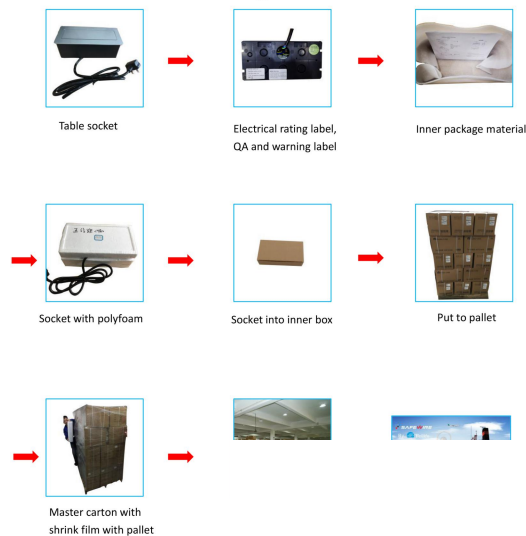 Table socket
Electrical rating label,
QA and warning label
Inner package material
Socket with polyfoam
Socket into inner box
Put to pallet
Master carton with
shrink film with pallet